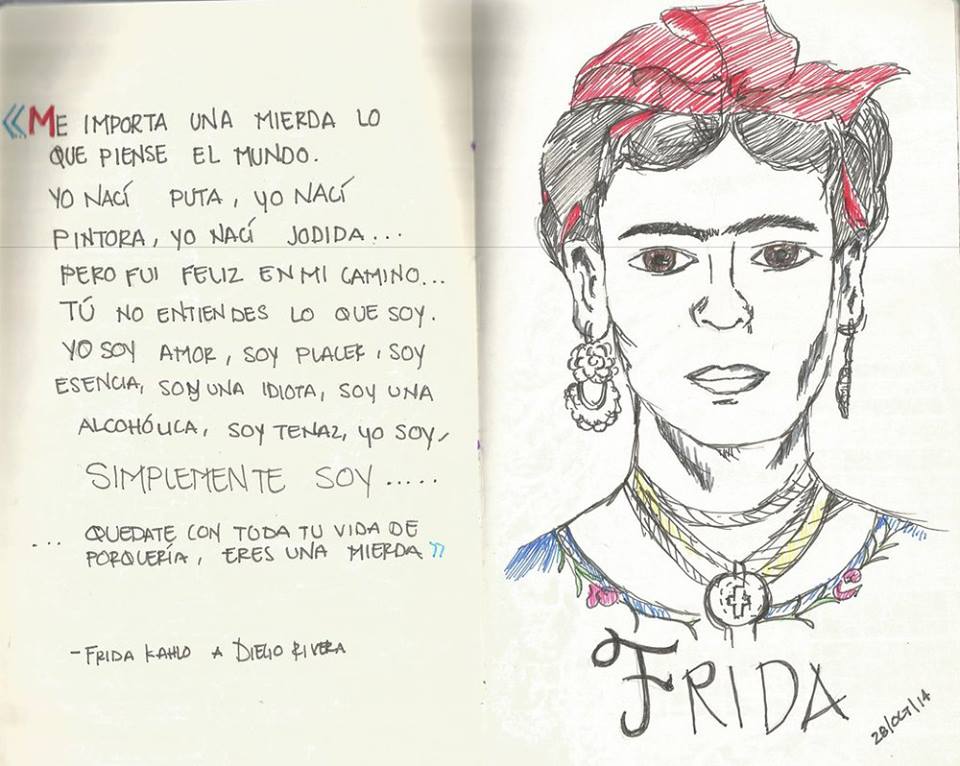 «ME IMPORTA UNA MIERDA LO
QUE PIENSE EL MUNDO.
YO NACÍ PUTA, YO NACÍ
PINTORA, YO NACÍ JODIDA...
PERO FUI FELIZ EN MI CAMINO...
TÚ NO ENTIENDES LO QUE SOY.
YO SOY AMOR, SOY PLACER, SOY
ESENCIA, SOY UNA IDIOTA, SOY UNA
ALCOHÓLICA, SOY TENAZ, YO SOY,
SIMPLEMENTE SOY.....
... QUEDATE CON TODA TU VIDA DE
PORQUERÍA, ERES UNA MIERDA»
-FRIDA KAHLO A DIEGO RIVERA
FRIDA
28/OCT/14